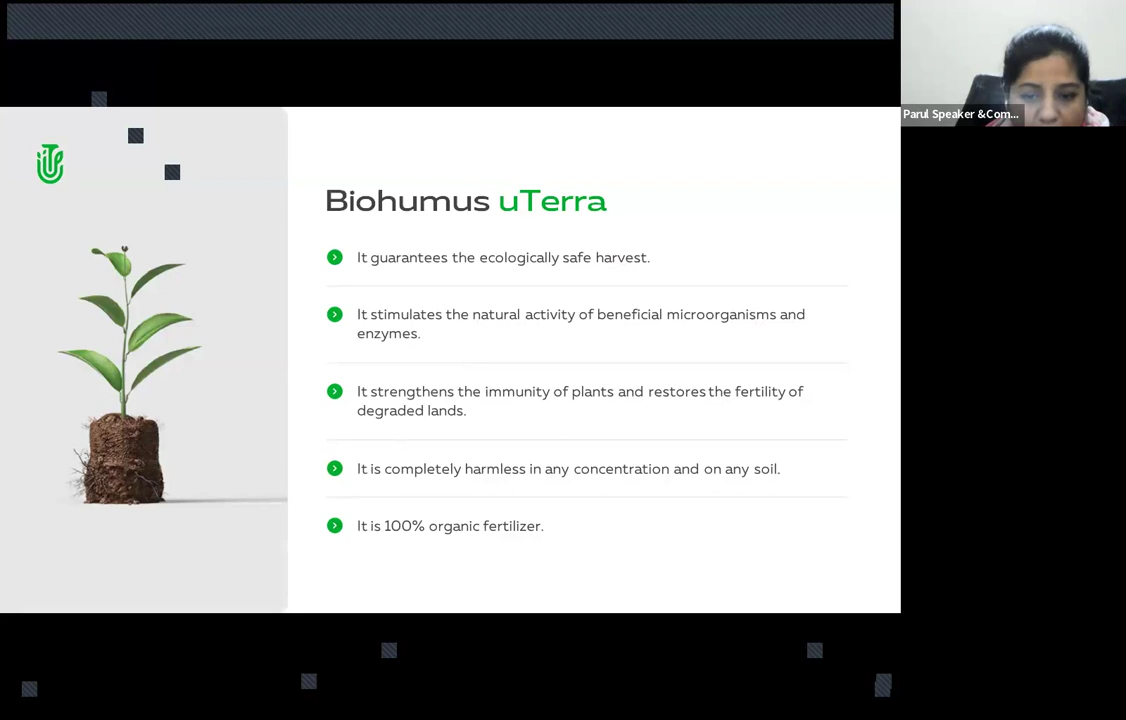 Parul Speaker &Com...
Biohumus uTerra
It guarantees the ecologically safe harvest.
It stimulates the natural activity of beneficial microorganisms and
enzymes.
It strengthens the immunity of plants and restores the fertility of
degraded lands.
It is completely harmless in any concentration and on any soil.
It is 100% organic fertilizer.